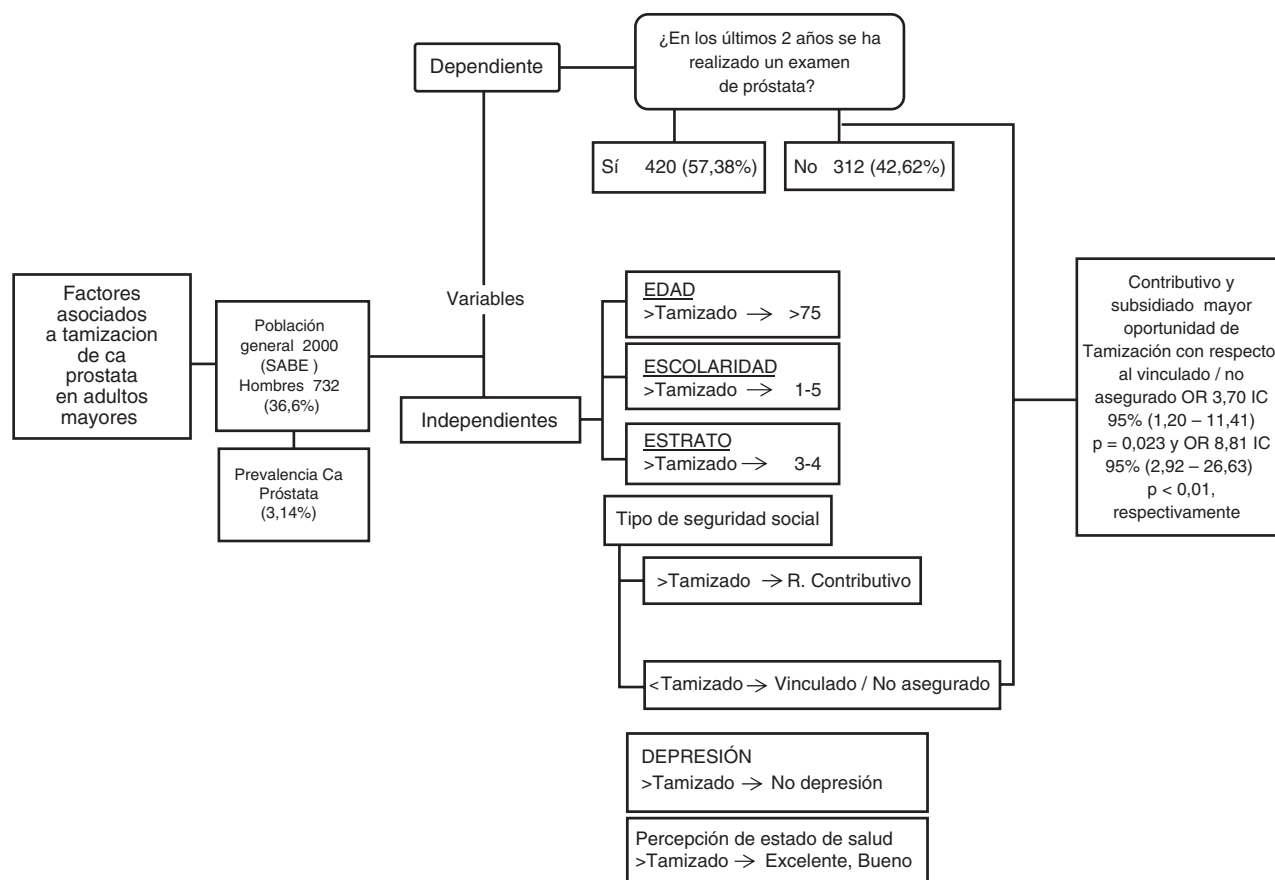 ¿En los últimos 2 años se ha
realizado un examen
de próstata?
Dependiente
Sí 420 (57,38%)
No 312 (42,62%)
Factores
asociados
a tamizacion
de ca
prostata
en adultos
mayores
Población
general 2000
(SABE )
Hombres 732
(36,6%)
Prevalencia Ca
Próstata
(3,14%)
Variables
Independientes
EDAD
>Tamizado → >75
ESCOLARIDAD
>Tamizado → 1-5
ESTRATO
>Tamizado → 3-4
Tipo de seguridad social
>Tamizado → R. Contributivo
<Tamizado → Vinculado / No asegurado
DEPRESIÓN
>Tamizado → No depresión
Percepción de estado de salud
>Tamizado → Excelente, Bueno
Contributivo y
subsidiado mayor
oportunidad de
Tamización con respecto
al vinculado / no
asegurado OR 3,70 IC
95% (1,20 – 11,41)
p = 0,023 y OR 8,81 IC
95% (2,92 – 26,63)
p < 0,01,
respectivamente